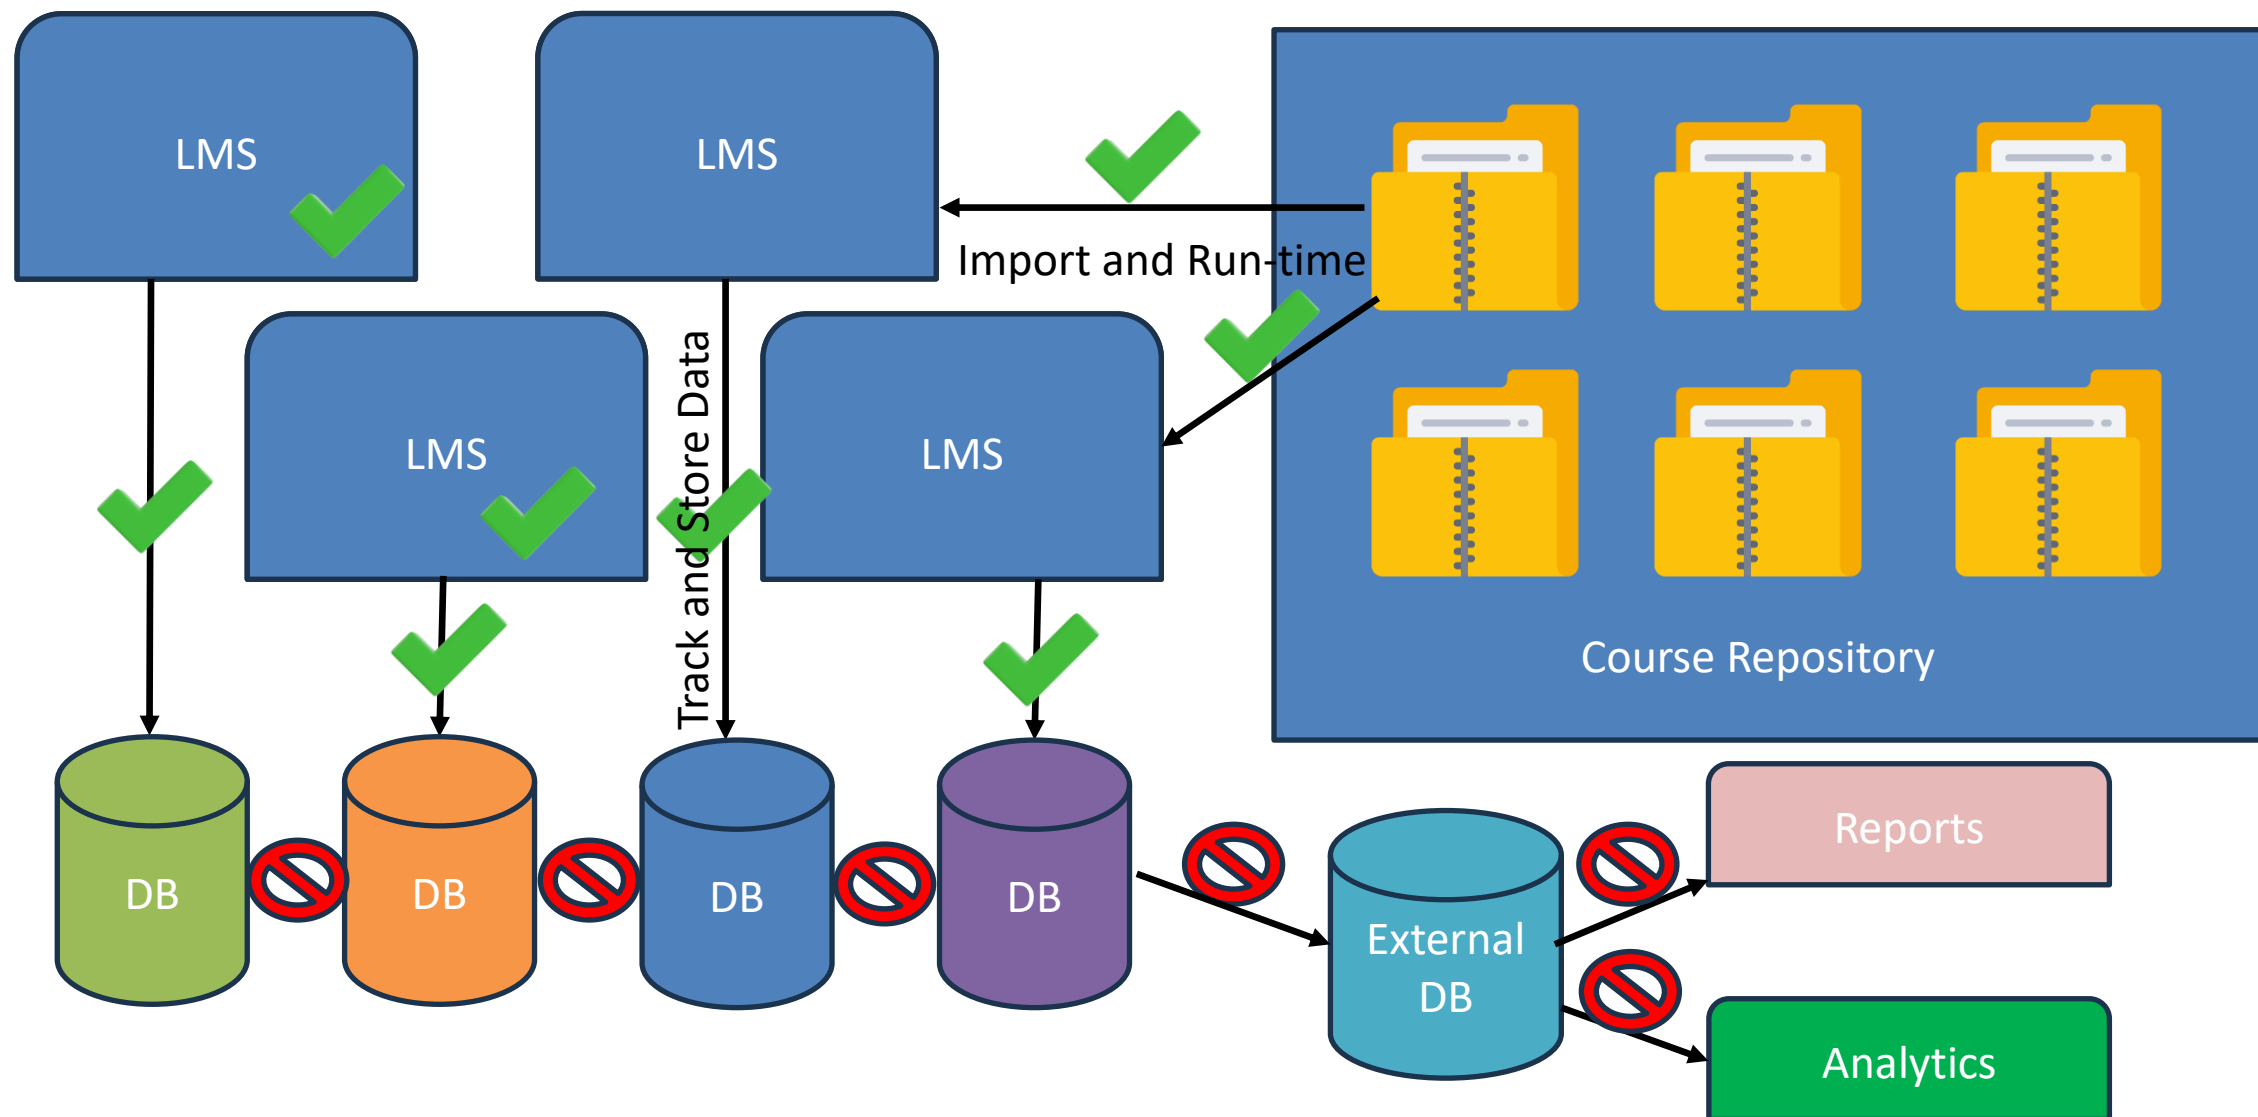 LMS
LMS
Import and Run-time
LMS
LMS
Track and Store Data
Course Repository
DB
DB
DB
DB
External
DB
Reports
Analytics